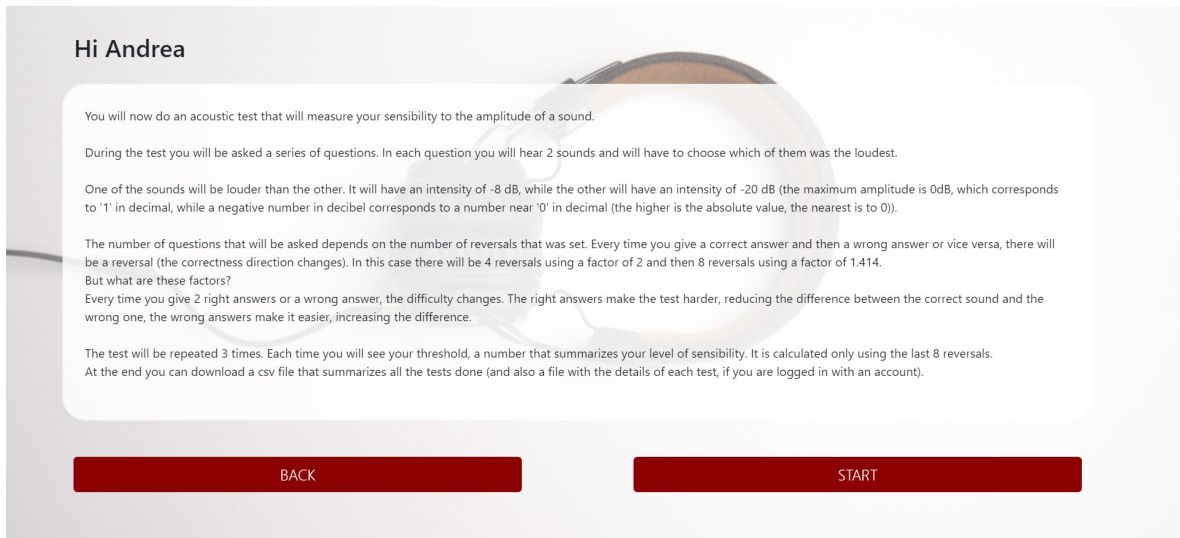 Hi Andrea
You will now do an acoustic test that will measure your sensibility to the amplitude of a sound.
During the test you will be asked a series of questions. In each question you will hear 2 sounds and will have to choose which of them was the loudest.
One of the sounds will be louder than the other. It will have an intensity of -8 dB, while the other will have an intensity of -20 dB (the maximum amplitude is 0dB, which corresponds
to '1' in decimal, while a negative number in decibel corresponds to a number near '0' in decimal (the higher is the absolute value, the nearest is to 0)).
The number of questions that will be asked depends on the number of reversals that was set. Every time you give a correct answer and then a wrong answer or vice versa, there will
be a reversal (the correctness direction changes). In this case there will be 4 reversals using a factor of 2 and then 8 reversals using a factor of 1.414.
But what are these factors?
Every time you give 2 right answers or a wrong answer, the difficulty changes. The right answers make the test harder, reducing the difference between the correct sound and the
wrong one, the wrong answers make it easier, increasing the difference.
The test will be repeated 3 times. Each time you will see your threshold, a number that summarizes your level of sensibility. It is calculated only using the last 8 reversals.
At the end you can download a csv file that summarizes all the tests done (and also a file with the details of each test, if you are logged in with an account).
BACK
START